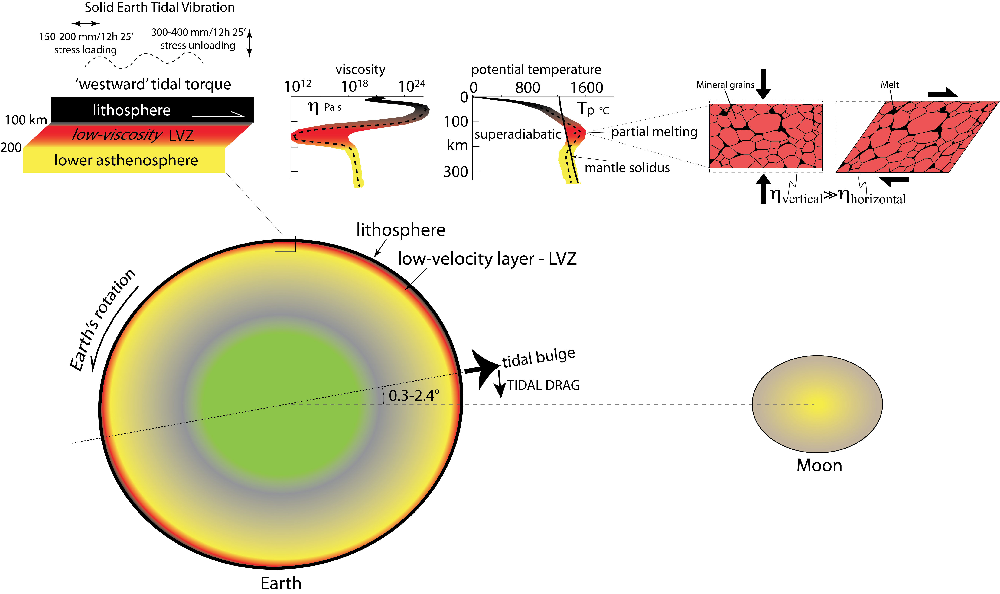 Solid Earth Tidal Vibration
150-200 mm/12h 25’
stress loading
300-400 mm/12h 25’
stress unloading
‘westward’ tidal torque
lithosphere
100 km
low-viscosity LVZ
200
lower asthenosphere
viscosity
10¹² 10¹⁸ 10²⁴
η Pa s
potential temperature
0 800 1600
0
Tp °C
100
superadiabatic
partial melting
km
mantle solidus
300
Mineral grains
Melt
ηvertical≫ηhorizontal
lithosphere
low-velocity layer - LVZ
Earth’s rotation
tidal bulge
TIDAL DRAG
0.3-2.4°
Moon
Earth